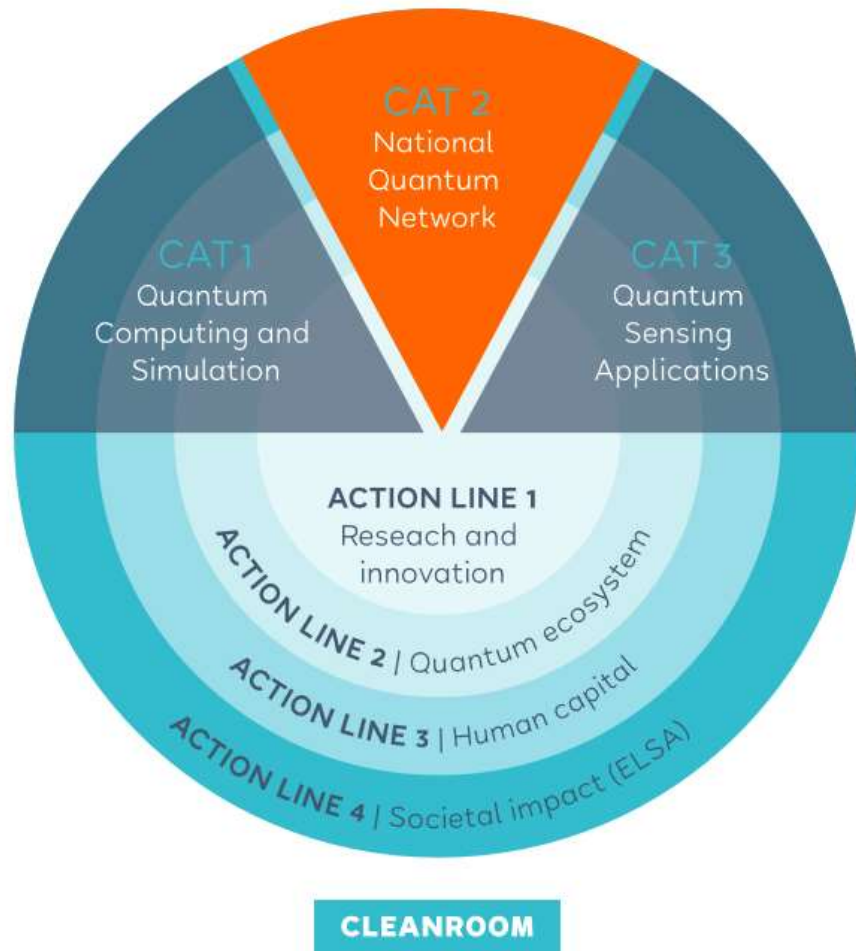 CAT 2
National
Quantum
Network
CAT 1
Quantum
Computing and
Simulation
CAT 3
Quantum
Sensing
Applications
ACTION LINE 1
Reseach and
innovation
ACTION LINE 2 | Quantum ecosystem
ACTION LINE 3 | Human capital
ACTION LINE 4 | Societal impact (ELSA)
CLEANROOM